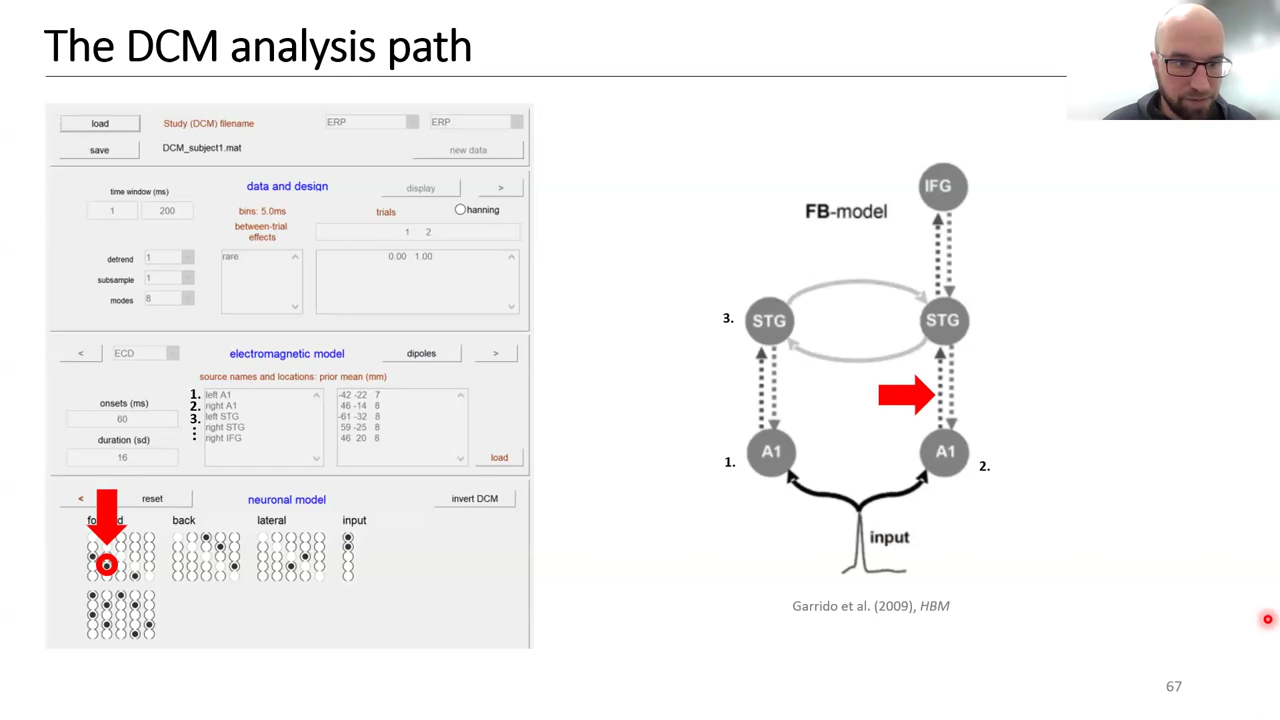 The DCM analysis path
load
Study (DCM) filename
ERP
ERP
save
DCM_subject1.mat
new data
time window (ms)
data and design
display
>
1
200
bins: 5.0ms
trials
hanning
between-trial
effects
1 2
detrend
1
rare
0.00 1.00
subsample
1
modes
8
<
ECD
electromagnetic model
dipoles
>
source names and locations: prior mean (mm)
onsets (ms)
60
duration (sd)
16
1. left A1
2. right A1
3. left STG
right STG
right IFG
-42 -22 7
46 -14 8
-61 -32 8
59 -25 8
46 20 8
load
<
reset
neuronal model
invert DCM
back
lateral
input
FB-model
IFG
3.
STG
STG
1.
A1
A1
2.
input
Garrido et al. (2009), HBM
67